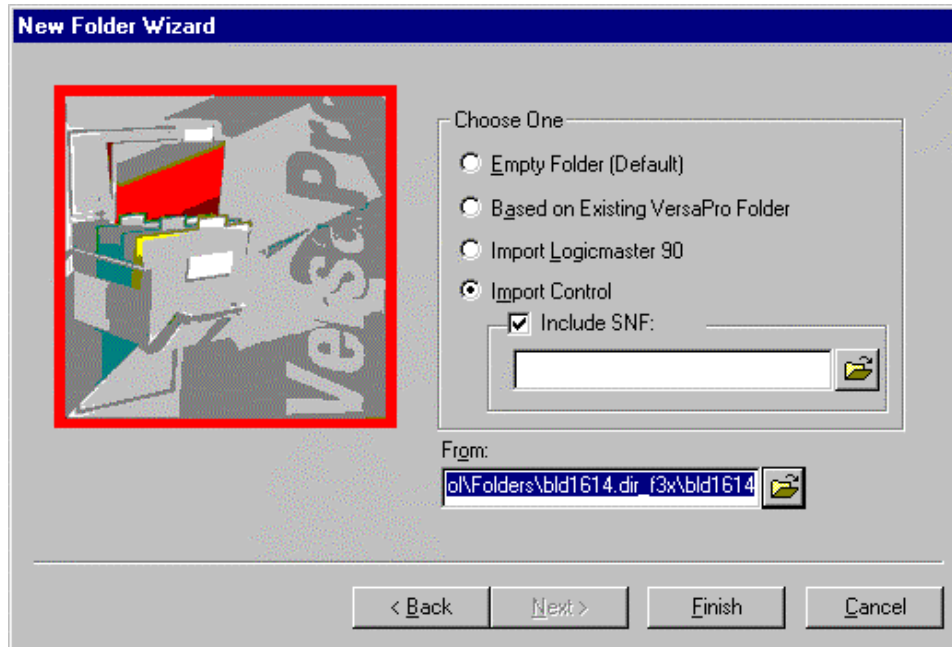 New Folder Wizard
VersaPro
Choose One
Empty Folder (Default)
Based on Existing VersaPro Folder
Import Logicmaster 90
Import Control
Include SNF:
From:
ol\Folders\bld1614.dir_f3x\bld1614
< Back
Next >
Finish
Cancel